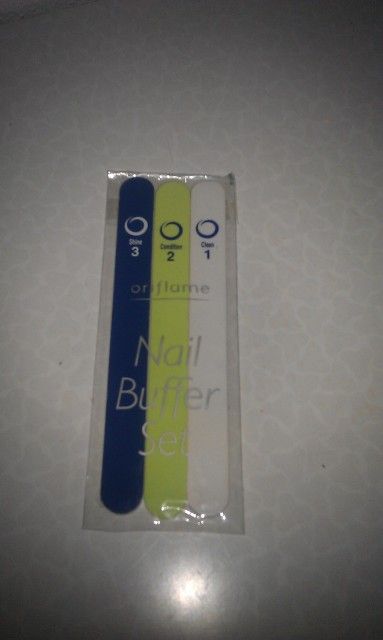 Shine
3
Condition
2
Clean
1
oriflame
Nail
Buffer
Set